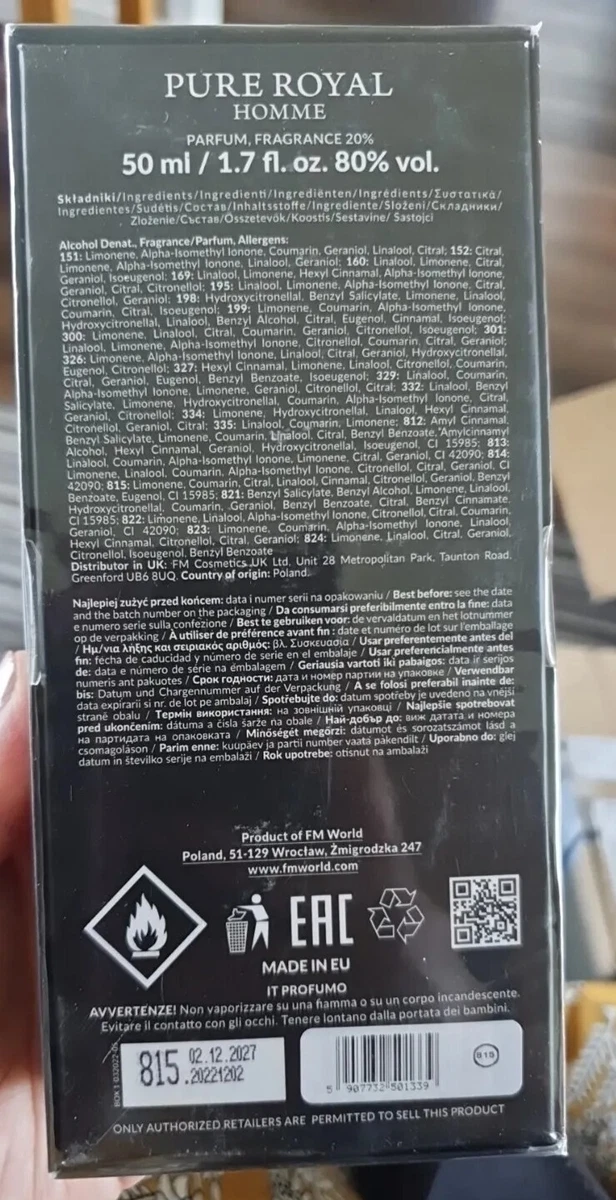 PURE ROYAL
HOMME
PARFUM, FRAGRANCE 20%
50 ml / 1.7 fl. oz. 80% vol.
Składniki/Ingredients/Ingredienti/Ingrediënten/Ingrédients/Συστατικά/
Ingredientes/Sudėtis/Состав/Inhaltsstoffe/Ingrediente/Složení/Складники/
Zloženie/Състав/Összetevők/Koostis/Sestavine/ Sastojci
Alcohol Denat., Fragrance/Parfum, Allergens:
151: Limonene, Alpha-Isomethyl Ionone, Coumarin, Geraniol, Linalool, Citral; 152: Citral,
Limonene, Alpha-Isomethyl Ionone, Linalool, Geraniol; 160: Linalool, Limonene, Citral,
Geraniol, Isoeugenol; 169: Linalool, Limonene, Hexyl Cinnamal, Alpha-Isomethyl Ionone,
Geraniol, Citral, Citronellol; 195: Linalool, Limonene, Alpha-Isomethyl Ionone, Citral,
Citronellol, Geraniol; 198: Hydroxycitronellal, Benzyl Salicylate, Limonene, Linalool,
Coumarin, Citral, Isoeugenol; 199: Limonene, Coumarin, Alpha-Isomethyl Ionone,
Hydroxycitronellal, Linalool, Benzyl Alcohol, Citral, Eugenol, Cinnamal, Isoeugenol;
300: Limonene, Linalool, Citral, Coumarin, Geraniol, Citronellol, Isoeugenol; 301:
Linalool, Limonene, Alpha-Isomethyl Ionone, Citronellol, Coumarin, Citral, Geraniol;
326: Limonene, Alpha-Isomethyl Ionone, Linalool, Citral, Geraniol, Hydroxycitronellal,
Eugenol, Citronellol; 327: Hexyl Cinnamal, Limonene, Linalool, Citronellol, Coumarin,
Citral, Geraniol, Eugenol, Benzyl Benzoate, Isoeugenol; 329: Linalool, Coumarin,
Alpha-Isomethyl Ionone, Limonene, Geraniol, Citronellol, Citral; 332: Linalool, Benzyl
Salicylate, Limonene, Hydroxycitronellal, Coumarin, Alpha-Isomethyl Ionone, Citral,
Geraniol, Citronellol; 334: Limonene, Hydroxycitronellal, Linalool, Hexyl Cinnamal,
Citronellol, Geraniol, Citral; 335: Linalool, Coumarin, Limonene; 812: Amyl Cinnamal,
Benzyl Salicylate, Limonene, Coumarin, Linalool, Citral, Benzyl Benzoate, Amylcinnamyl
Alcohol, Hexyl Cinnamal, Geraniol, Hydroxycitronellal, Isoeugenol, CI 15985; 813:
Linalool, Coumarin, Alpha-Isomethyl Ionone, Limonene, Citral, Geraniol, CI 42090; 814:
Limonene, Linalool, Coumarin, Alpha-Isomethyl Ionone, Citronellol, Citral, Geraniol, CI
42090; 815: Limonene, Coumarin, Citral, Linalool, Cinnamal, Citronellol, Geraniol, Benzyl
Benzoate, Eugenol, CI 15985; 821: Benzyl Salicylate, Benzyl Alcohol, Limonene, Linalool,
Hydroxycitronellal, Coumarin, Geraniol, Benzyl Benzoate, Citral, Benzyl Cinnamate,
CI 15985; 822: Limonene, Linalool, Alpha-Isomethyl Ionone, Citronellol, Citral, Coumarin,
Geraniol, CI 42090; 823: Limonene, Coumarin, Alpha-Isomethyl Ionone, Linalool,
Hexyl Cinnamal, Citronellol, Citral, Geraniol; 824: Limonene, Linalool, Citral, Geraniol,
Citronellol, Isoeugenol, Benzyl Benzoate
Distributor in UK: FM Cosmetics UK Ltd, Unit 28 Metropolitan Park, Taunton Road,
Greenford UB6 8UQ. Country of origin: Poland.
Najlepiej zużyć przed końcem: data i numer serii na opakowaniu / Best before: see the date
and the batch number on the packaging / Da consumarsi preferibilmente entro la fine: data
e numero serie sulla confezione / Best te gebruiken voor: de vervaldatum en het lotnummer
op de verpakking / À utiliser de préférence avant fin : date et numéro de lot sur l'emballage
/ Ημ/νια λήξης και σειριακός αριθμός: βλ. Συσκευασία / Usar preferentemente antes del
fin: fecha de caducidad y número de serie en el embalaje / Usar preferencialmente antes
de: data e número de série na embalagem / Geriausia vartoti iki pabaigos: data ir serijos
numeris ant pakuotės / Срок годности: дата и номер партии на упаковке / Verwendbar
bis: Datum und Chargennummer auf der Verpackung / A se folosi preferabil inainte de:
data expirarii si nr. de lot pe ambalaj / Spotřebujte do: datum spotřeby je uvedeno na vnější
straně obalu / Термін використання: на зовнішній упаковці / Najlepšie spotrebovať
pred ukončením: dátuma a čísla šarže na obale / Най-добър до: виж датата и номера
на партидата на опаковката / Minőségét megőrzi: dátumot és sorozatszámot lásd a
csomagoláson / Parim enne: kuupäev ja partii number vaata pakendilt / Uporabno do: glej
datum in številko serije na embalaži / Rok upotrebe: otisnut na ambalaži
Product of FM World
Poland, 51-129 Wrocław, Żmigrodzka 247
www.fmworld.com
EAC
MADE IN EU
IT PROFUMO
AVVERTENZE! Non vaporizzare su una fiamma o su un corpo incandescente.
Evitare il contatto con gli occhi. Tenere lontano dalla portata dei bambini.
815 02.12.2027
.20221202
5 907732 501339
815
ONLY AUTHORIZED RETAILERS ARE PERMITTED TO SELL THIS PRODUCT